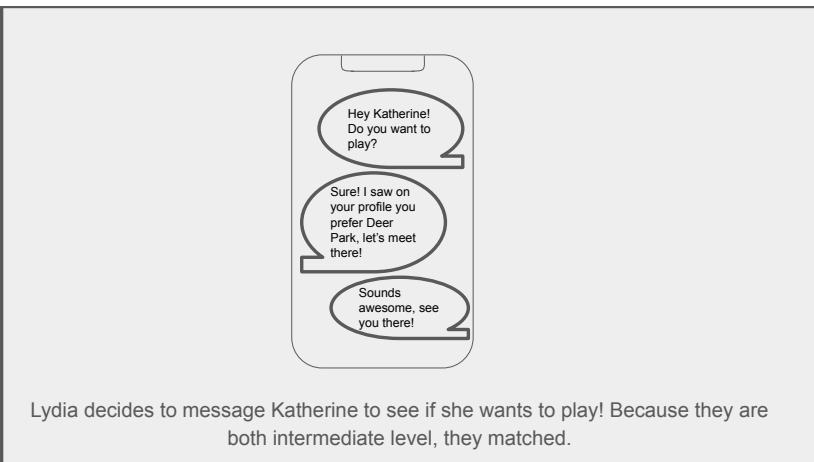 Hey Katherine!
Do you want to
play?
Sure! I saw on
your profile you
prefer Deer
Park, let's meet
there!
Sounds
awesome, see
you there!
Lydia decides to message Katherine to see if she wants to play! Because they are
both intermediate level, they matched.